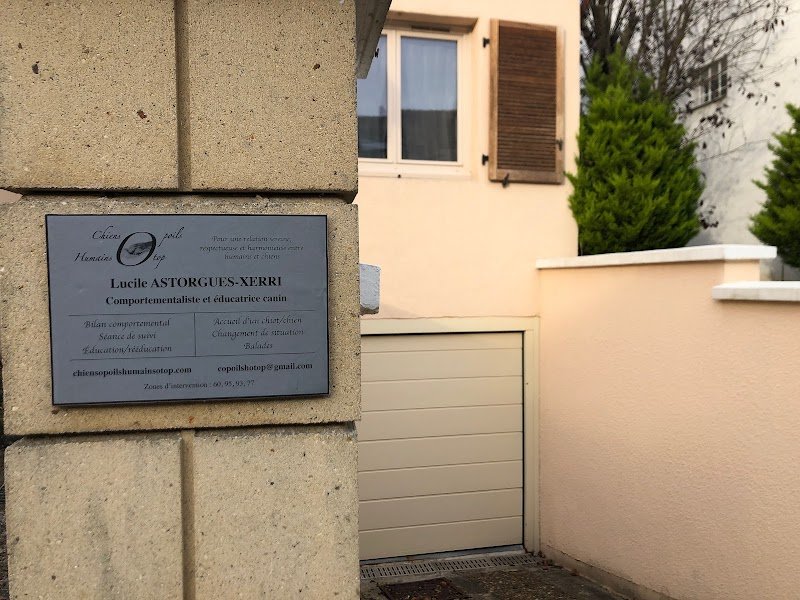 Chiens Opoils
Humains Otop
Pour une relation sereine,
respectueuse et harmonieuse entre
humains et chiens
Lucile ASTORGUES-XERRI
Comportementaliste et éducatrice canin
Bilan comportemental
Séance de suivi
Éducation/rééducation
Accueil d'un chiot/chien
Changement de situation
Balades
chiensopoilshumainsotop.com
copoilshotop@gmail.com
Zones d'intervention : 60, 95, 93, 77